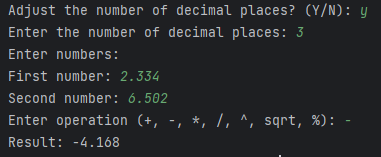 Adjust the number of decimal places? (Y/N): y
Enter the number of decimal places: 3
Enter numbers:
First number: 2.334
Second number: 6.502
Enter operation (+, -, *, /, ^, sqrt, %): -
Result: -4.168